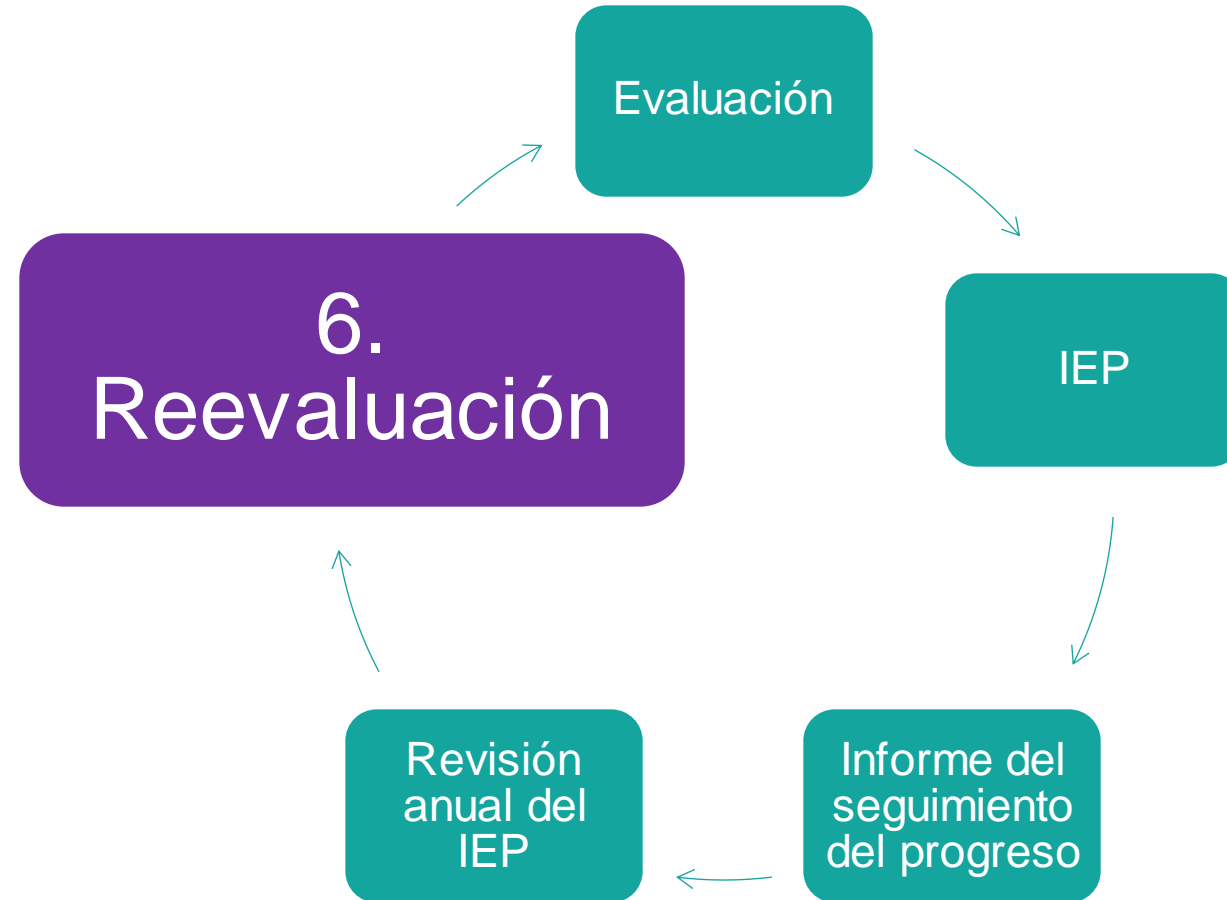 Evaluación
IEP
Informe del
seguimiento
del progreso
Revisión
anual del
IEP
6.
Reevaluación